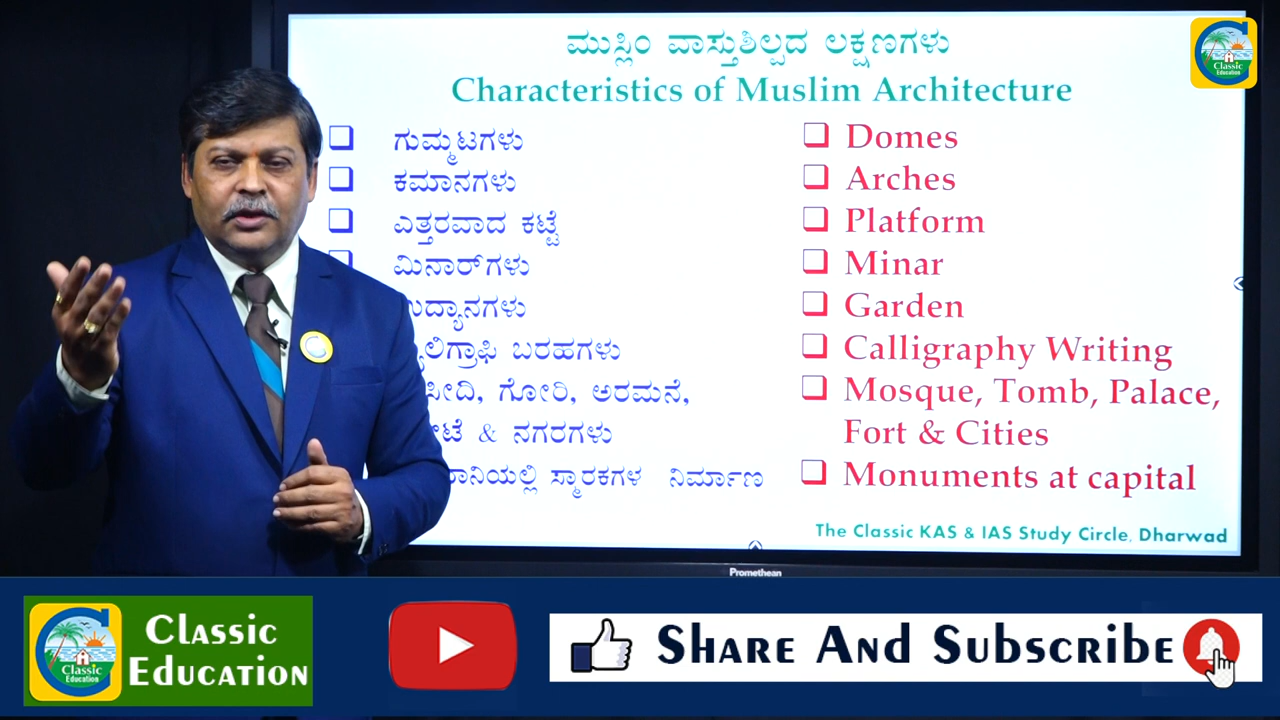 ಮುಸ್ಲಿಂ ವಾಸ್ತುಶಿಲ್ಪದ ಲಕ್ಷಣಗಳು
Characteristics of Muslim Architecture
Classic
Education
ಗುಮ್ಮಟಗಳು
ಕಮಾನಗಳು
ಎತ್ತರವಾದ ಕಟ್ಟೆ
ಮಿನಾರ್‌ಗಳು
ಬರಹಗಳು
ಗೋರಿ, ಅರಮನೆ,
& ನಗರಗಳು
ಸ್ಮಾರಕಗಳ ನಿರ್ಮಾಣ
Domes
Arches
Platform
Minar
Garden
Calligraphy Writing
Mosque, Tomb, Palace,
Fort & Cities
Monuments at capital
The Classic KAS & IAS Study Circle, Dharwad
Promethean
Classic
Education
Classic
Education
Share And Subscribe